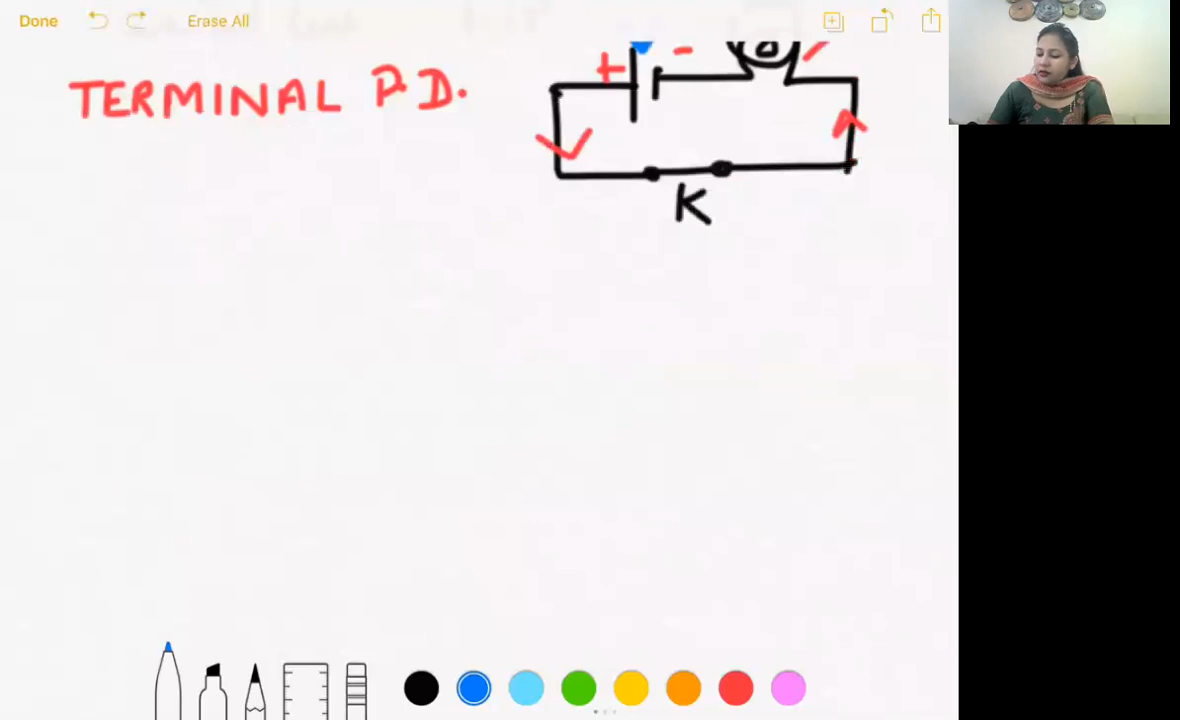 Done Erase All
TERMINAL P.D.
+ -
K